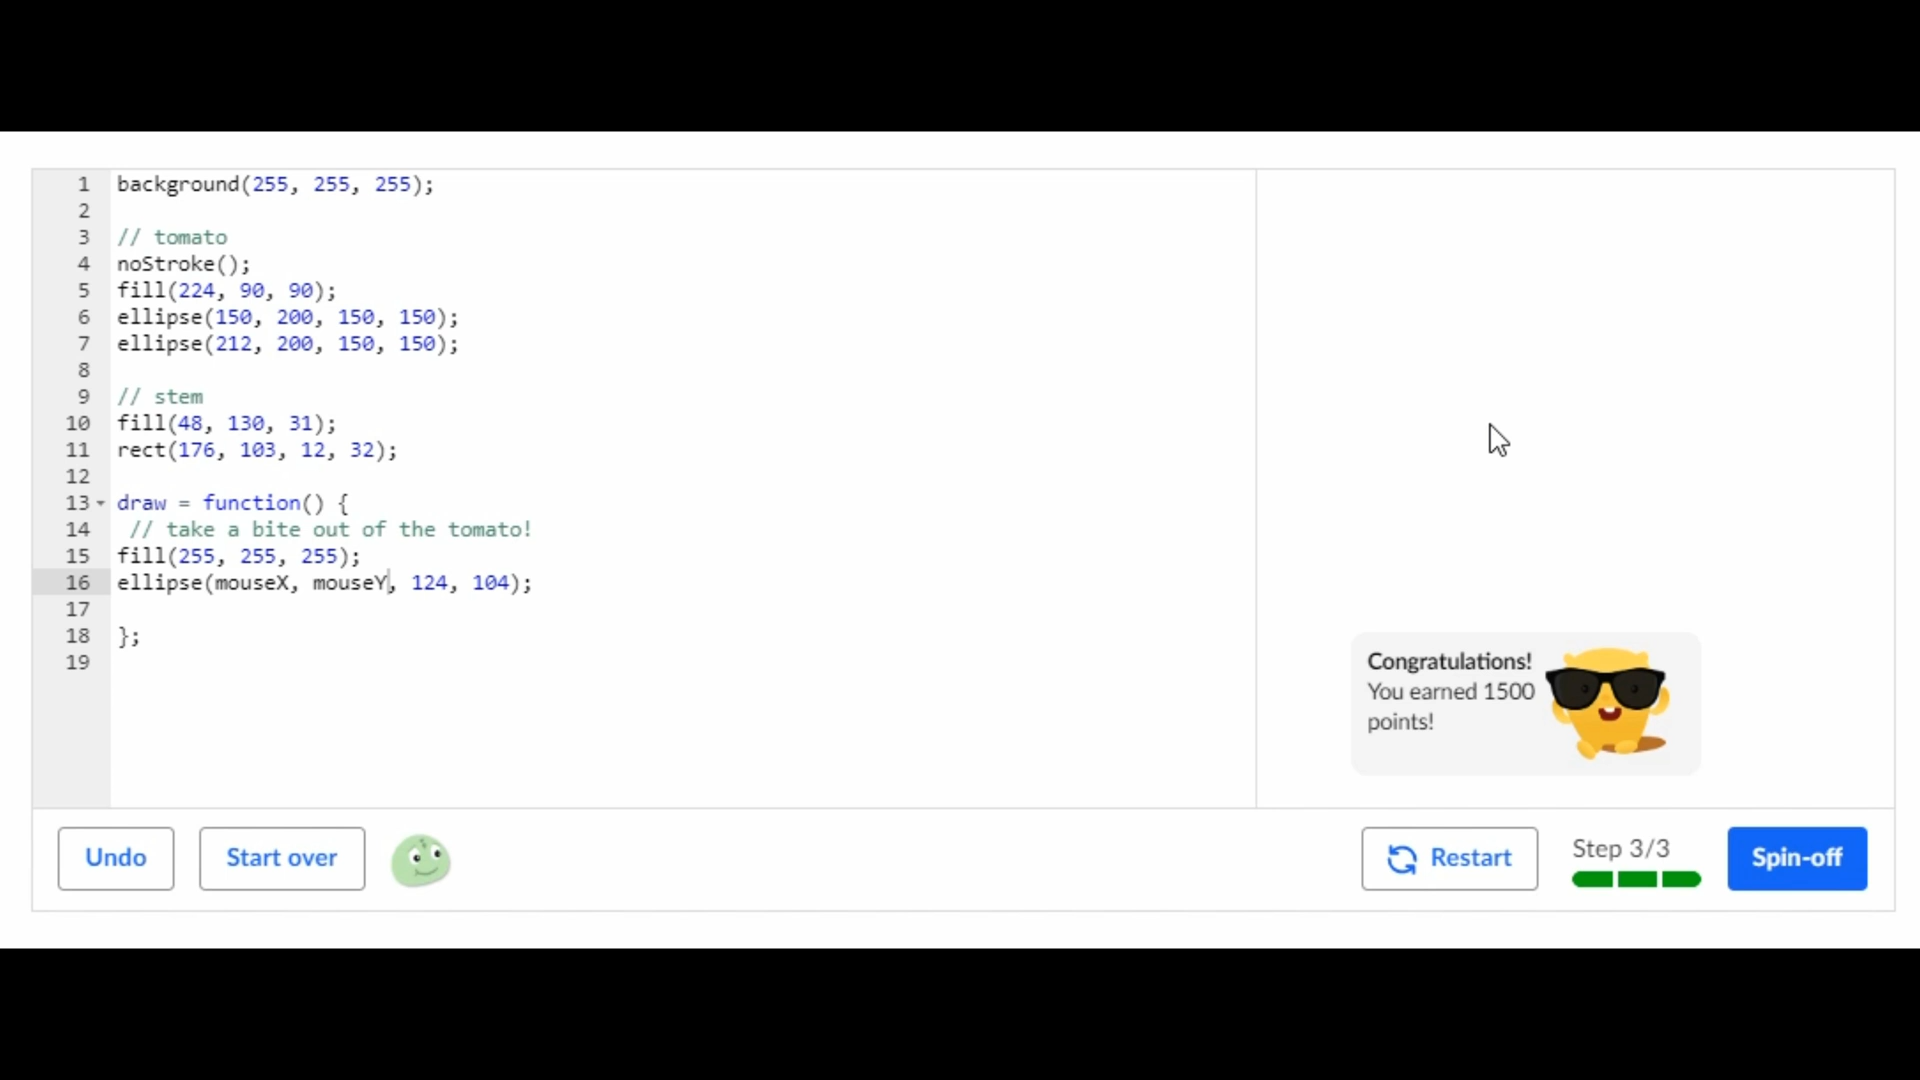 1 background(255, 255, 255);
2
3 // tomato
4 noStroke();
5 fill(224, 90, 90);
6 ellipse(150, 200, 150, 150);
7 ellipse(212, 200, 150, 150);
8
9 // stem
10 fill(48, 130, 31);
11 rect(176, 103, 12, 32);
12
13 draw = function() {
14 // take a bite out of the tomato!
15 fill(255, 255, 255);
16 ellipse(mouseX, mouseY, 124, 104);
17
18 };
19
Congratulations!
You earned 1500
points!
Undo
Start over
Restart
Step 3/3
Spin-off